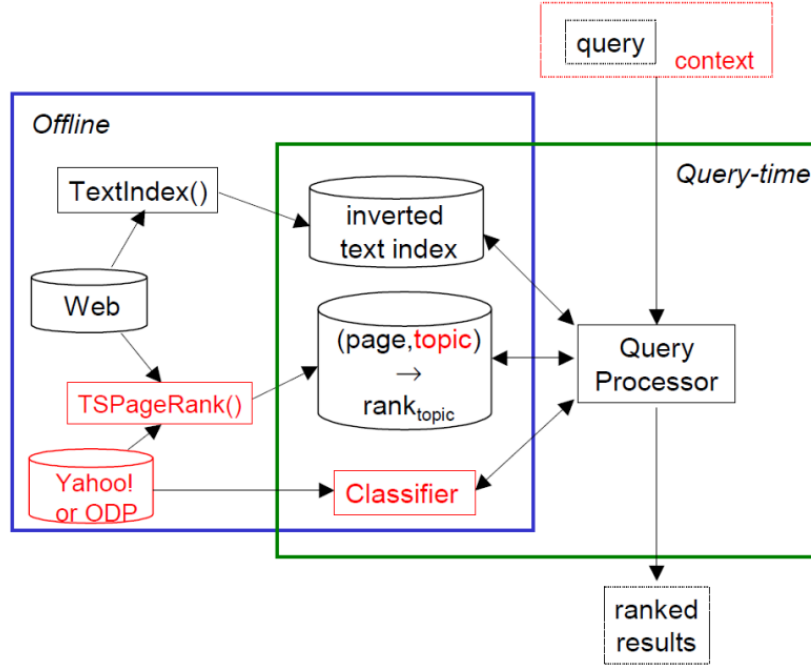 query
context
Offline
Query-time
TextIndex()
inverted
text index
Web
(page,topic)
→
rank_topic
Query
Processor
TSPageRank()
Yahoo!
or ODP
Classifier
ranked
results